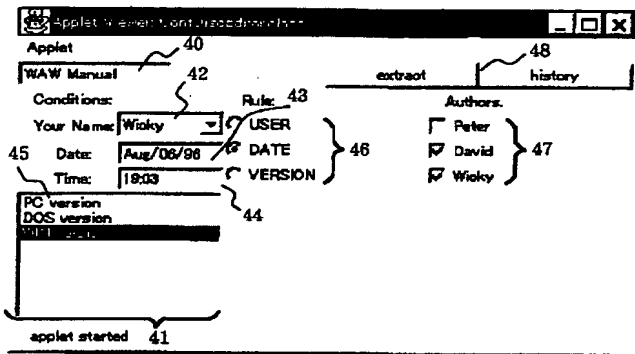 Applet Viewer:
Applet
40
48
WAW Manual
42
extract
history
Conditions:
Rule:
43
Authors.
Your Name:
Wicky
USER
Peter
Date:
Aug/06/96
DATE
46
David
47
45
Time:
19:03
VERSION
Wicky
PC version
DOS version
44
applet started
41